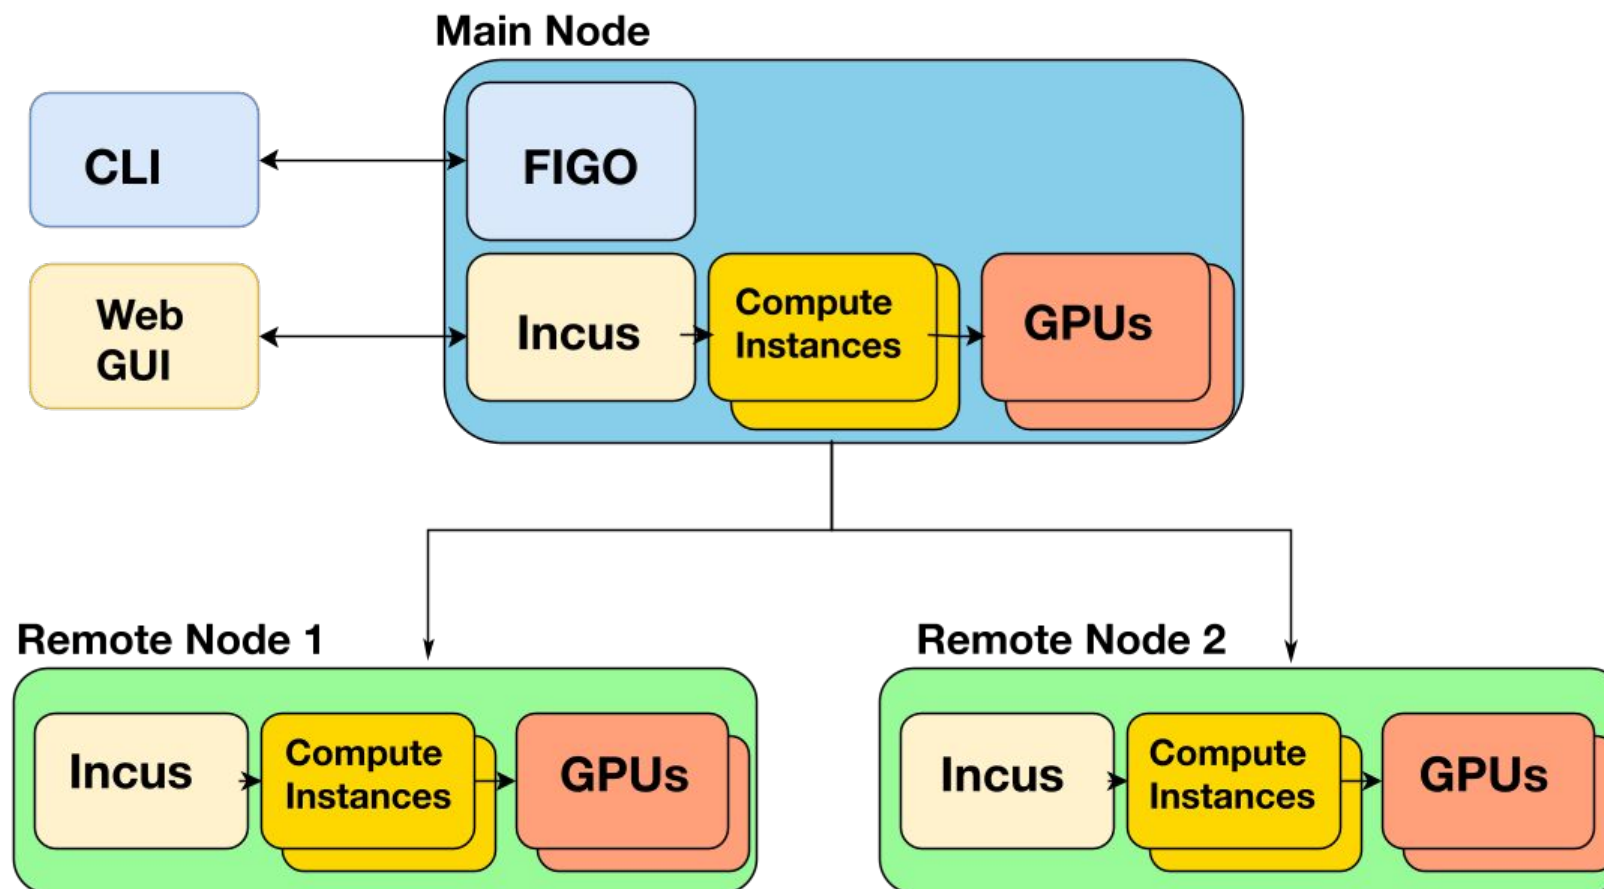 Main Node
CLI
FIGO
Web
GUI
Incus
Compute
Instances
GPUs
Remote Node 1
Incus
Compute
Instances
GPUs
Remote Node 2
Incus
Compute
Instances
GPUs